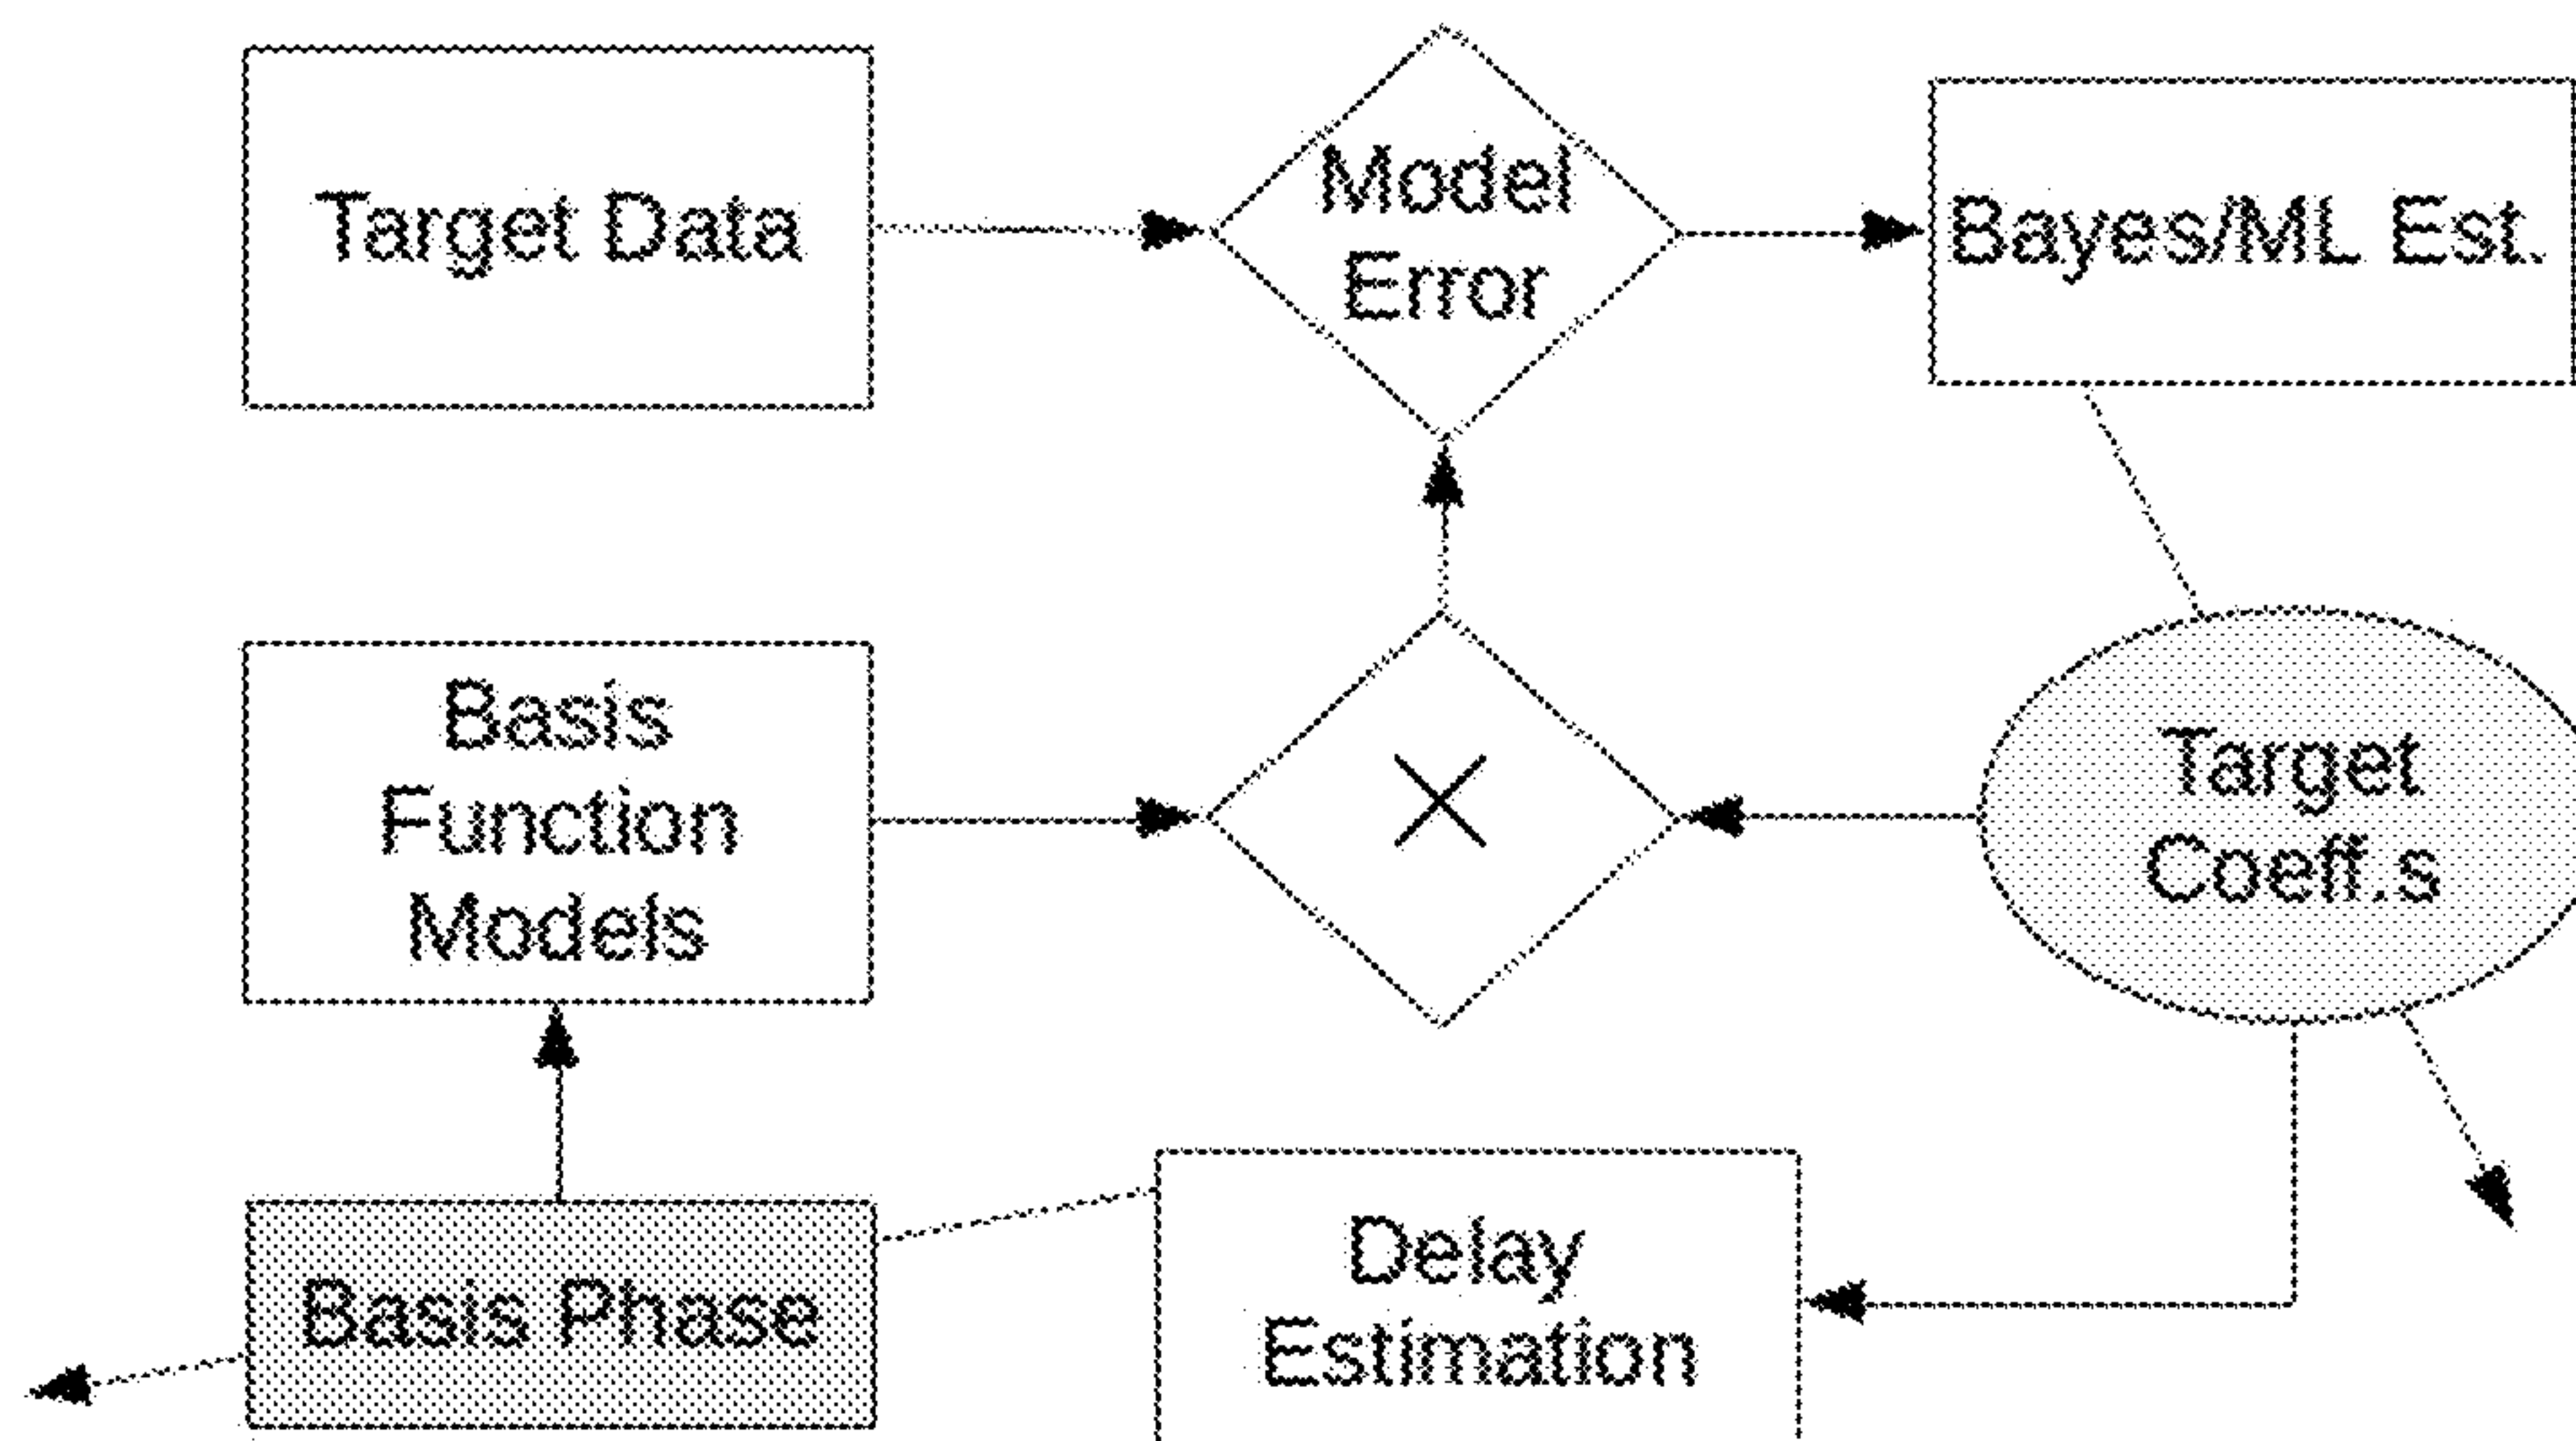 Target Data
Model
Error
Bayes/ML Est.
Basis
Function
Models
×
Target
Coeff.s
Basis Phase
Delay
Estimation